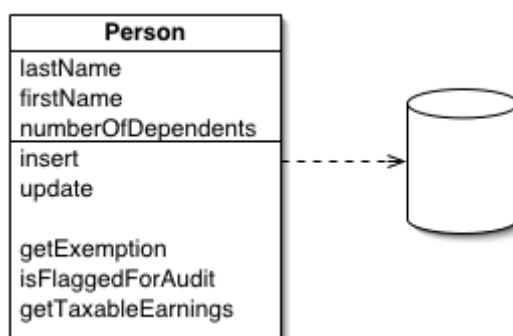 Person
lastName
firstName
numberOfDependents
insert
update
getExemption
isFlaggedForAudit
getTaxableEarnings